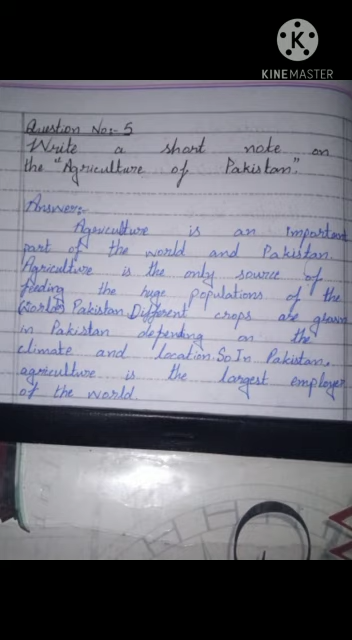 KINEMASTER
Question No:- 5
Write a short note on
the "Agriculture of Pakistan".
Answer:-
Agriculture is an important
part of the world and Pakistan.
Agriculture is the only source of
feeding the huge populations of the
(world) Pakistan. Different crops are grown
in Pakistan depending on the
climate and location. So In Pakistan,
agriculture is the largest employer
of the world.